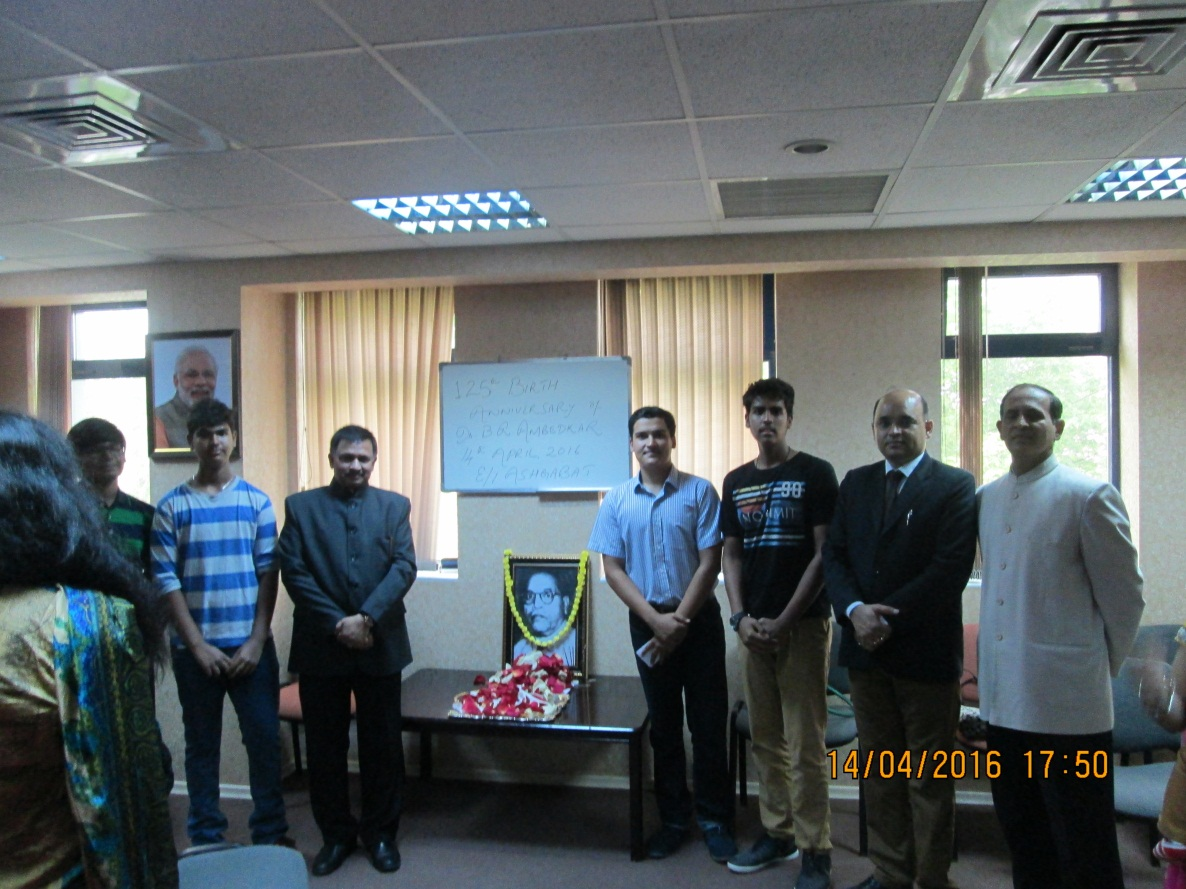 125th BIRTH
ANNIVERSARY of
Dr B R AMBEDKAR
14th APRIL 2016
E/I ASHGABAT
14/04/2016 17:50